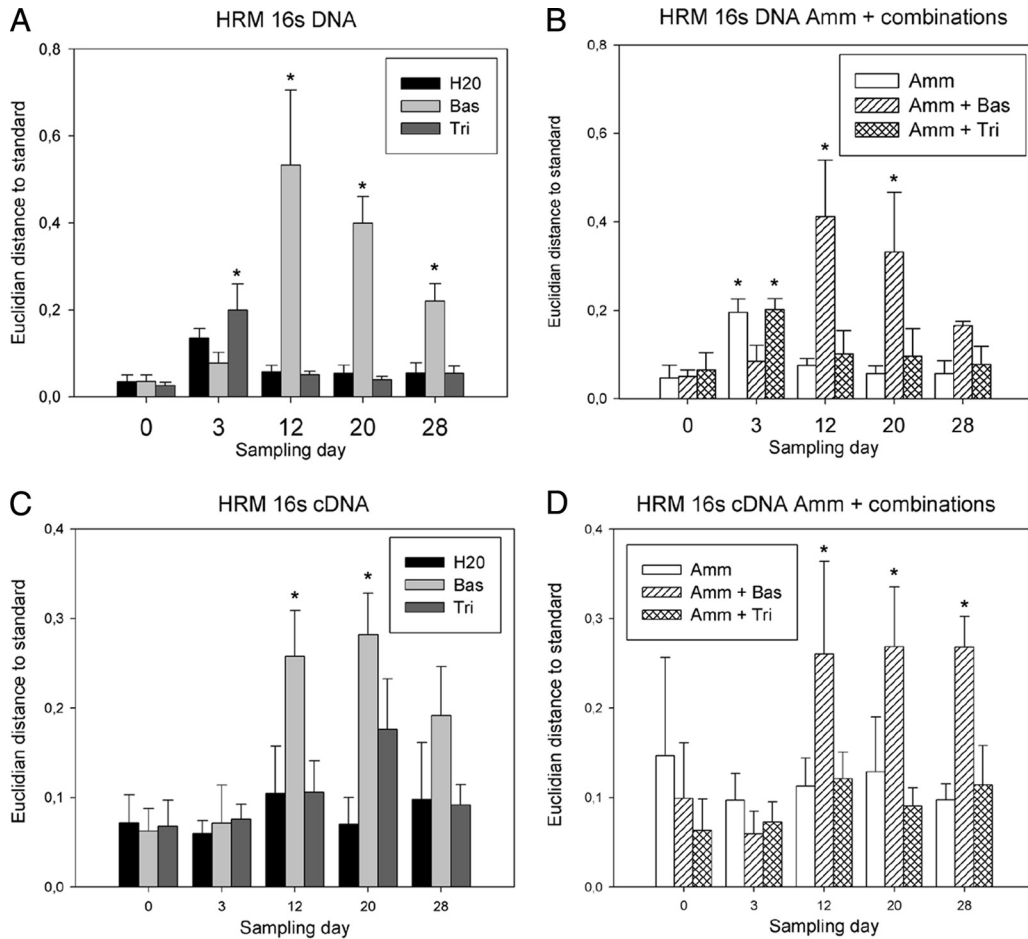 A
HRM 16s DNA
Euclidian distance to standard
0,8
0,6
0,4
0,2
0,0
H20
Bas
Tri
*
*
*
*
0
3
12
20
28
Sampling day
B
HRM 16s DNA Amm + combinations
Euclidian distance to standard
0,8
0,6
0,4
0,2
0,0
Amm
Amm + Bas
Amm + Tri
*
*
*
*
0
3
12
20
28
Sampling day
C
HRM 16s cDNA
Euclidian distance to standard
0,4
0,3
0,2
0,1
0,0
H20
Bas
Tri
*
*
0
3
12
20
28
Sampling day
D
HRM 16s cDNA Amm + combinations
Euclidian distance to standard
0,4
0,3
0,2
0,1
0,0
Amm
Amm + Bas
Amm + Tri
*
*
*
0
3
12
20
28
Sampling day